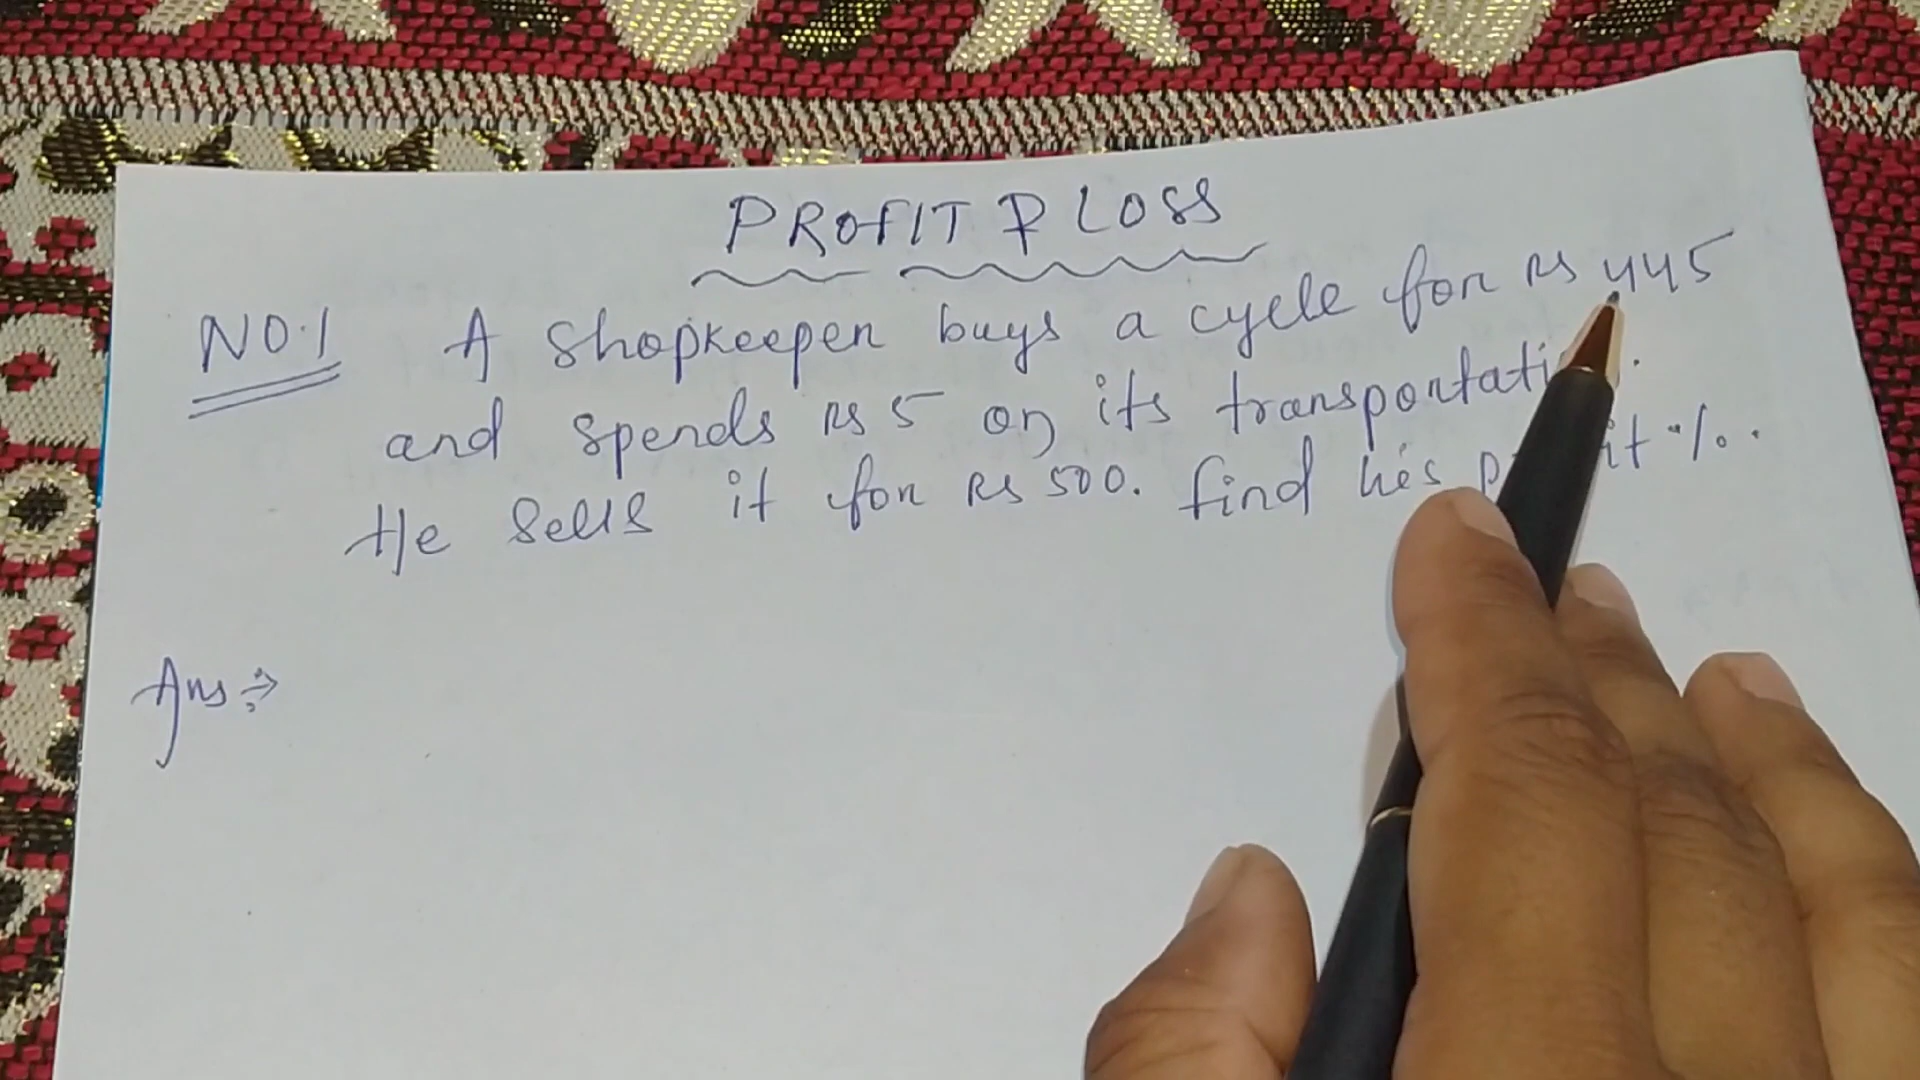 PROFIT & LOSS
NO.1 A shopkeeper buys a cycle for Rs 445
and spends Rs 5 on its .
He sells it for Rs 500. find his %.
Ans :→